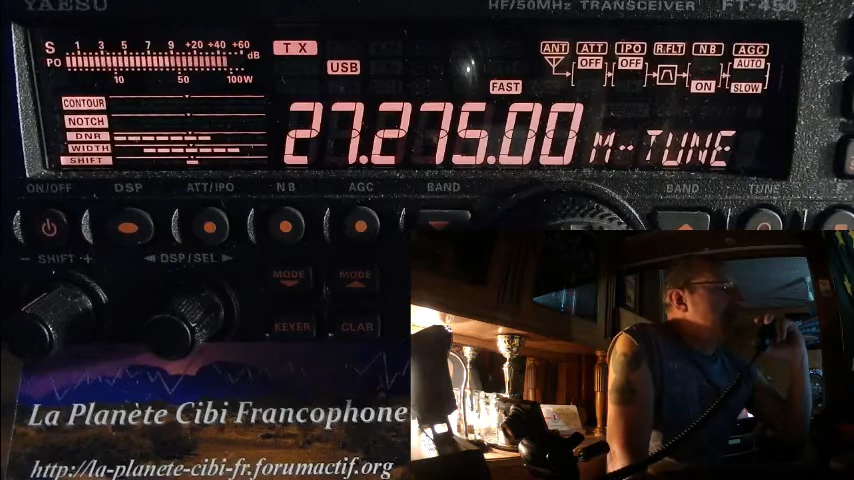 YAESU HF/50MHz TRANSCEIVER FT-450
S 1 3 5 7 9 +20 +40 +60 dB
PO 10 50 100W
TX
USB
FAST
ANT ATT IPO R.FLT NB AGC
OFF OFF AUTO
ON SLOW
CONTOUR
NOTCH
DNR
WIDTH
SHIFT
27.275.00 M-TUNE
ON/OFF DSP ATT/IPO NB AGC BAND BAND TUNE
- SHIFT + ◀DSP/SEL▶ MODE MODE
KEYER CLAR
La Planète Cibi Francophone
http://la-planete-cibi-fr.forumactif.org